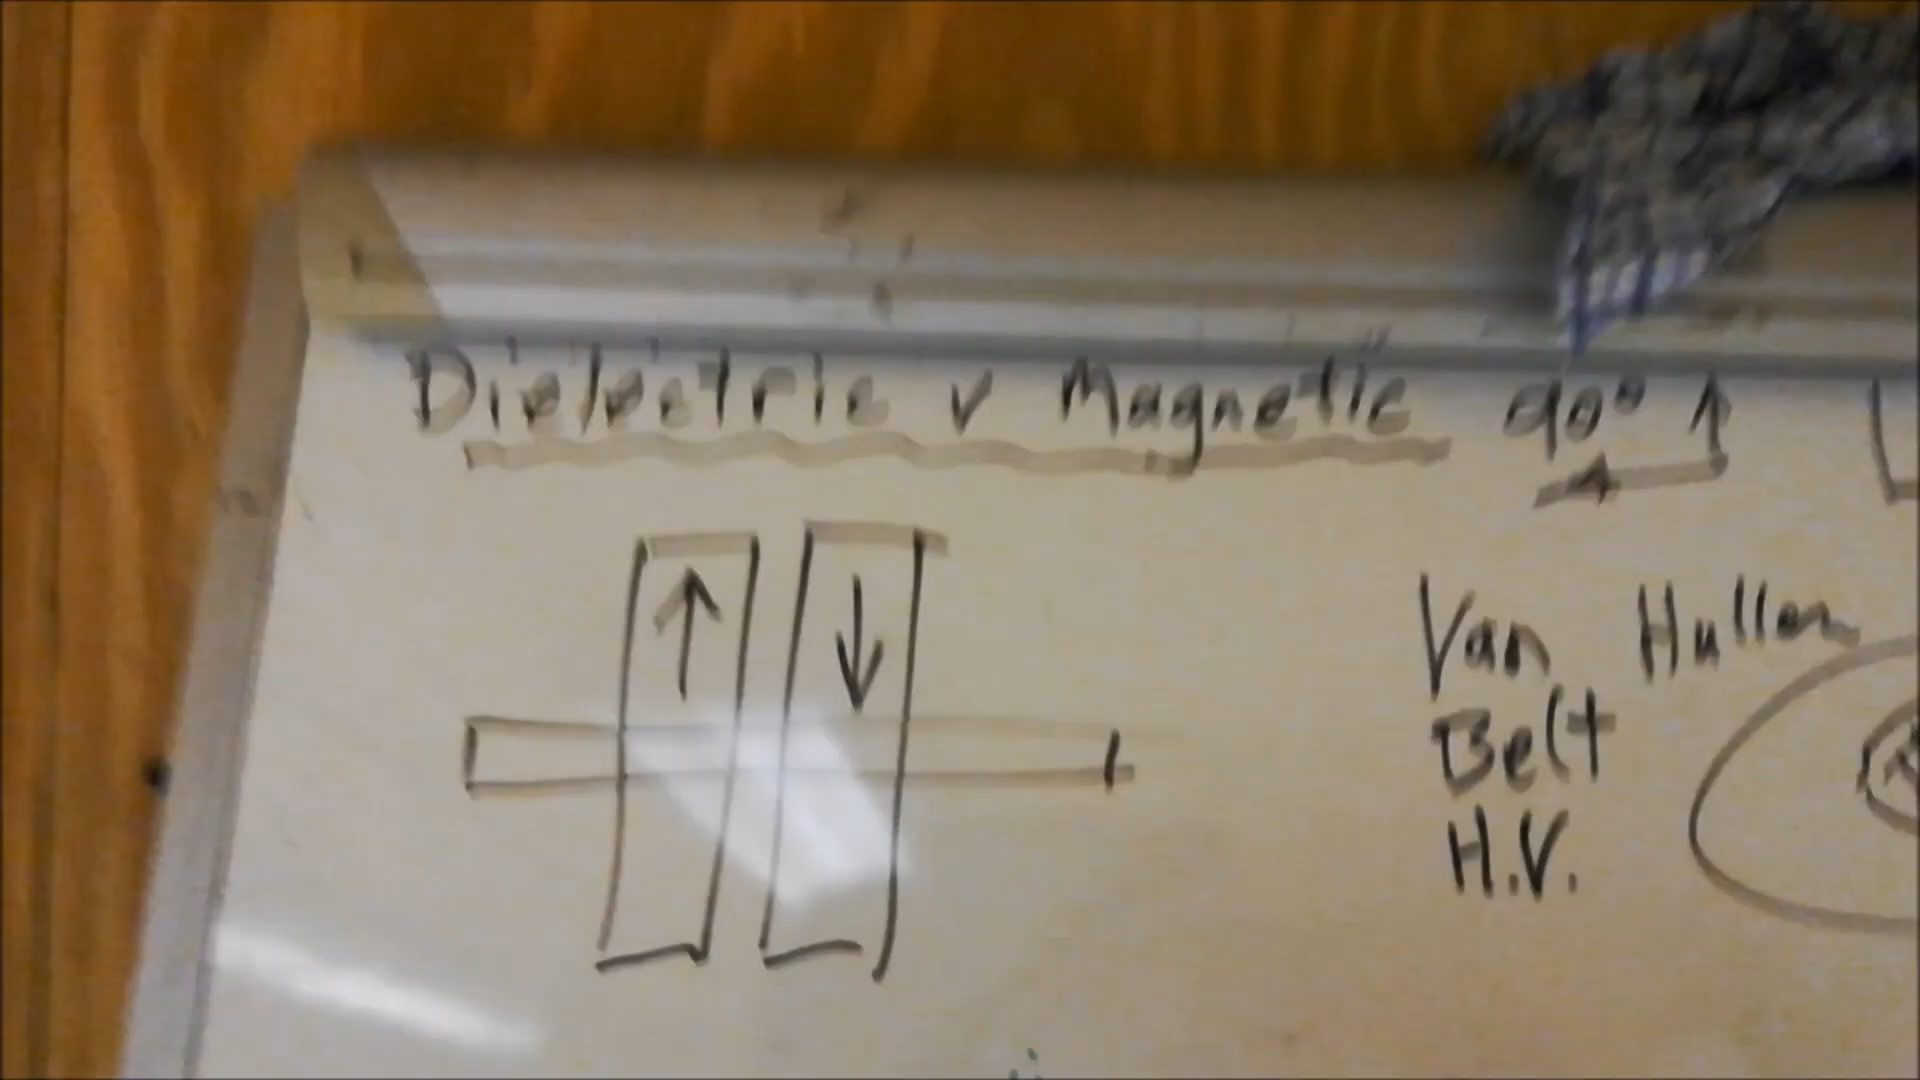 Dielectric v Magnetic 90°
Van Hullen
Belt
H.V.